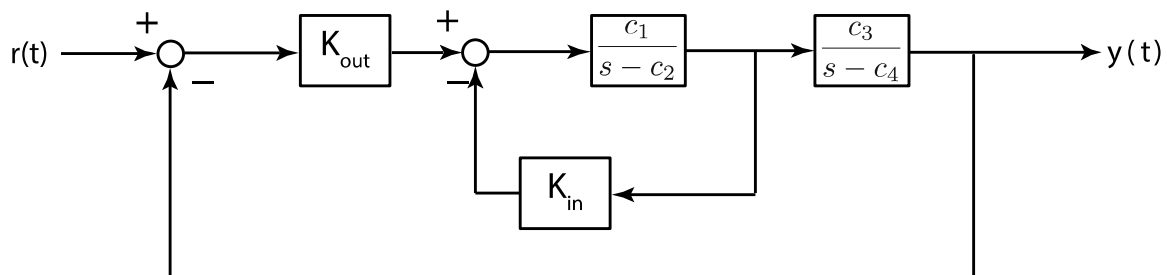 r(t)
+
−
K_out
+
−
c_1
s − c_2
c_3
s − c_4
y(t)
K_in